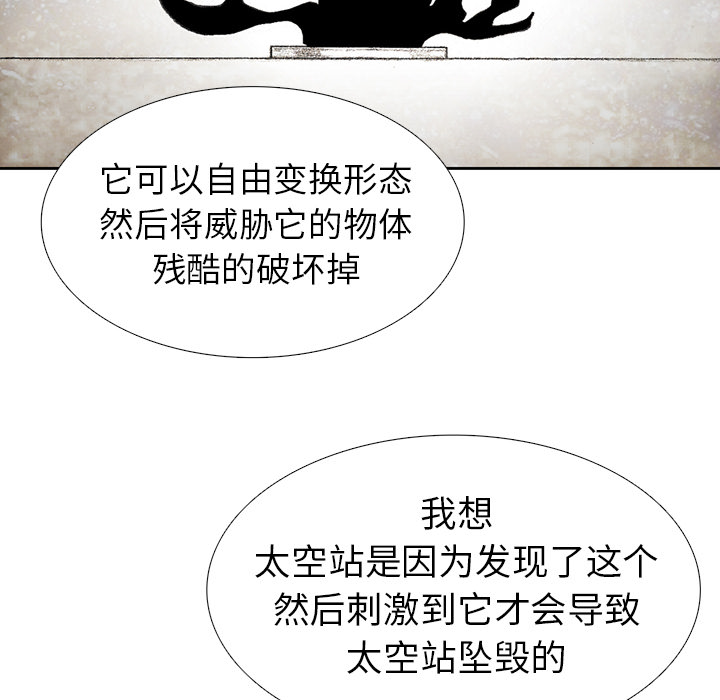 它可以自由变换形态
然后将威胁它的物体
残酷的破坏掉
我想
太空站是因为发现了这个
然后刺激到它才会导致
太空站坠毁的